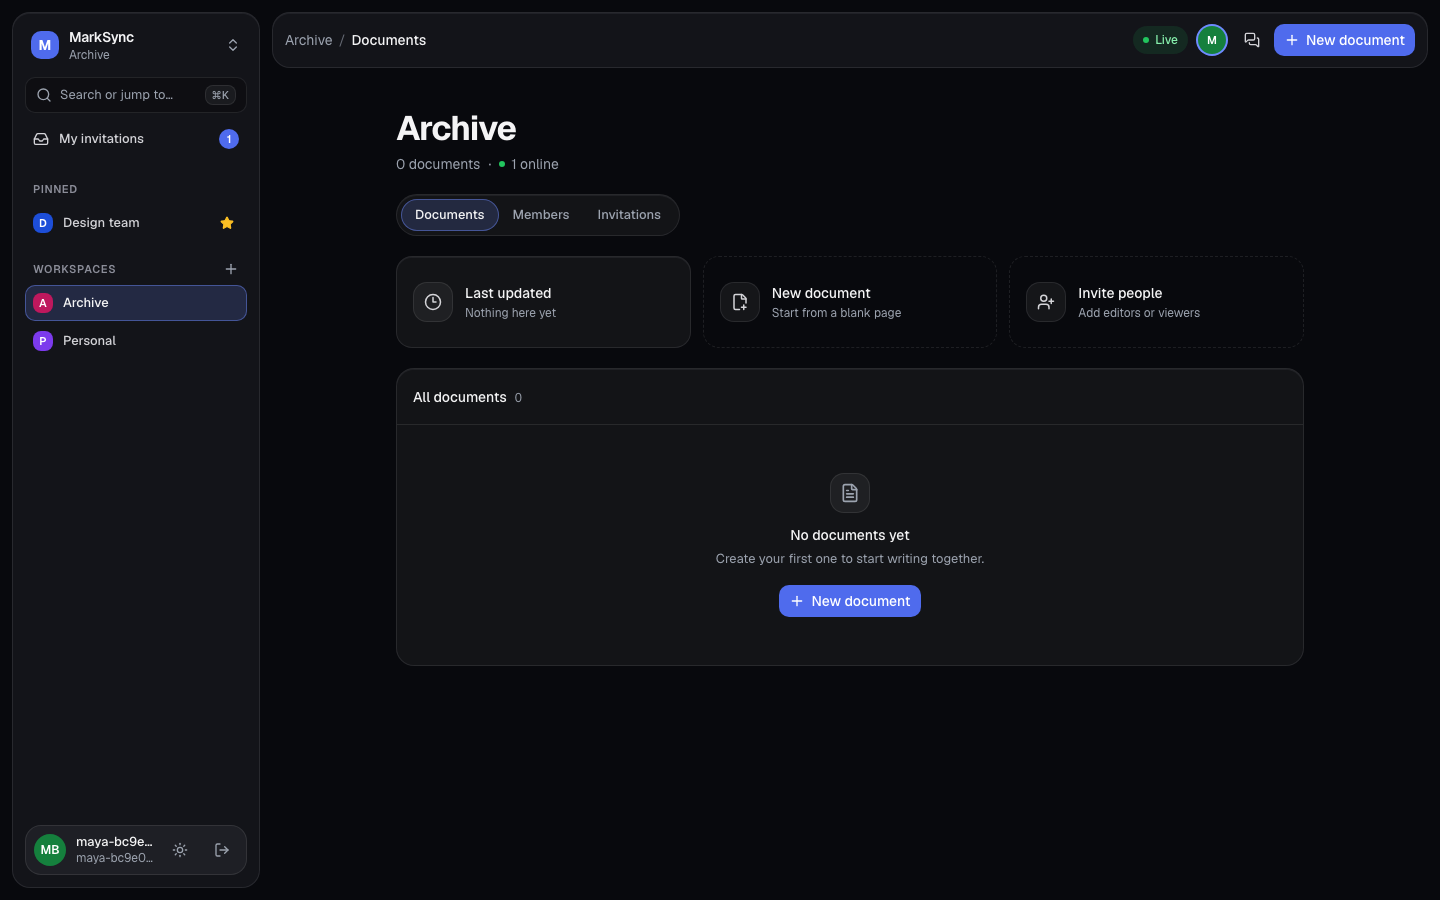 M
MarkSync
Archive
Search or jump to...
⌘K
My invitations
1
PINNED
D
Design team
WORKSPACES
A
Archive
P
Personal
MB
maya-bc9e...
maya-bc9e0...
Archive / Documents
Live
M
New document
Archive
0 documents · 1 online
Documents
Members
Invitations
Last updated
Nothing here yet
New document
Start from a blank page
Invite people
Add editors or viewers
All documents 0
No documents yet
Create your first one to start writing together.
New document